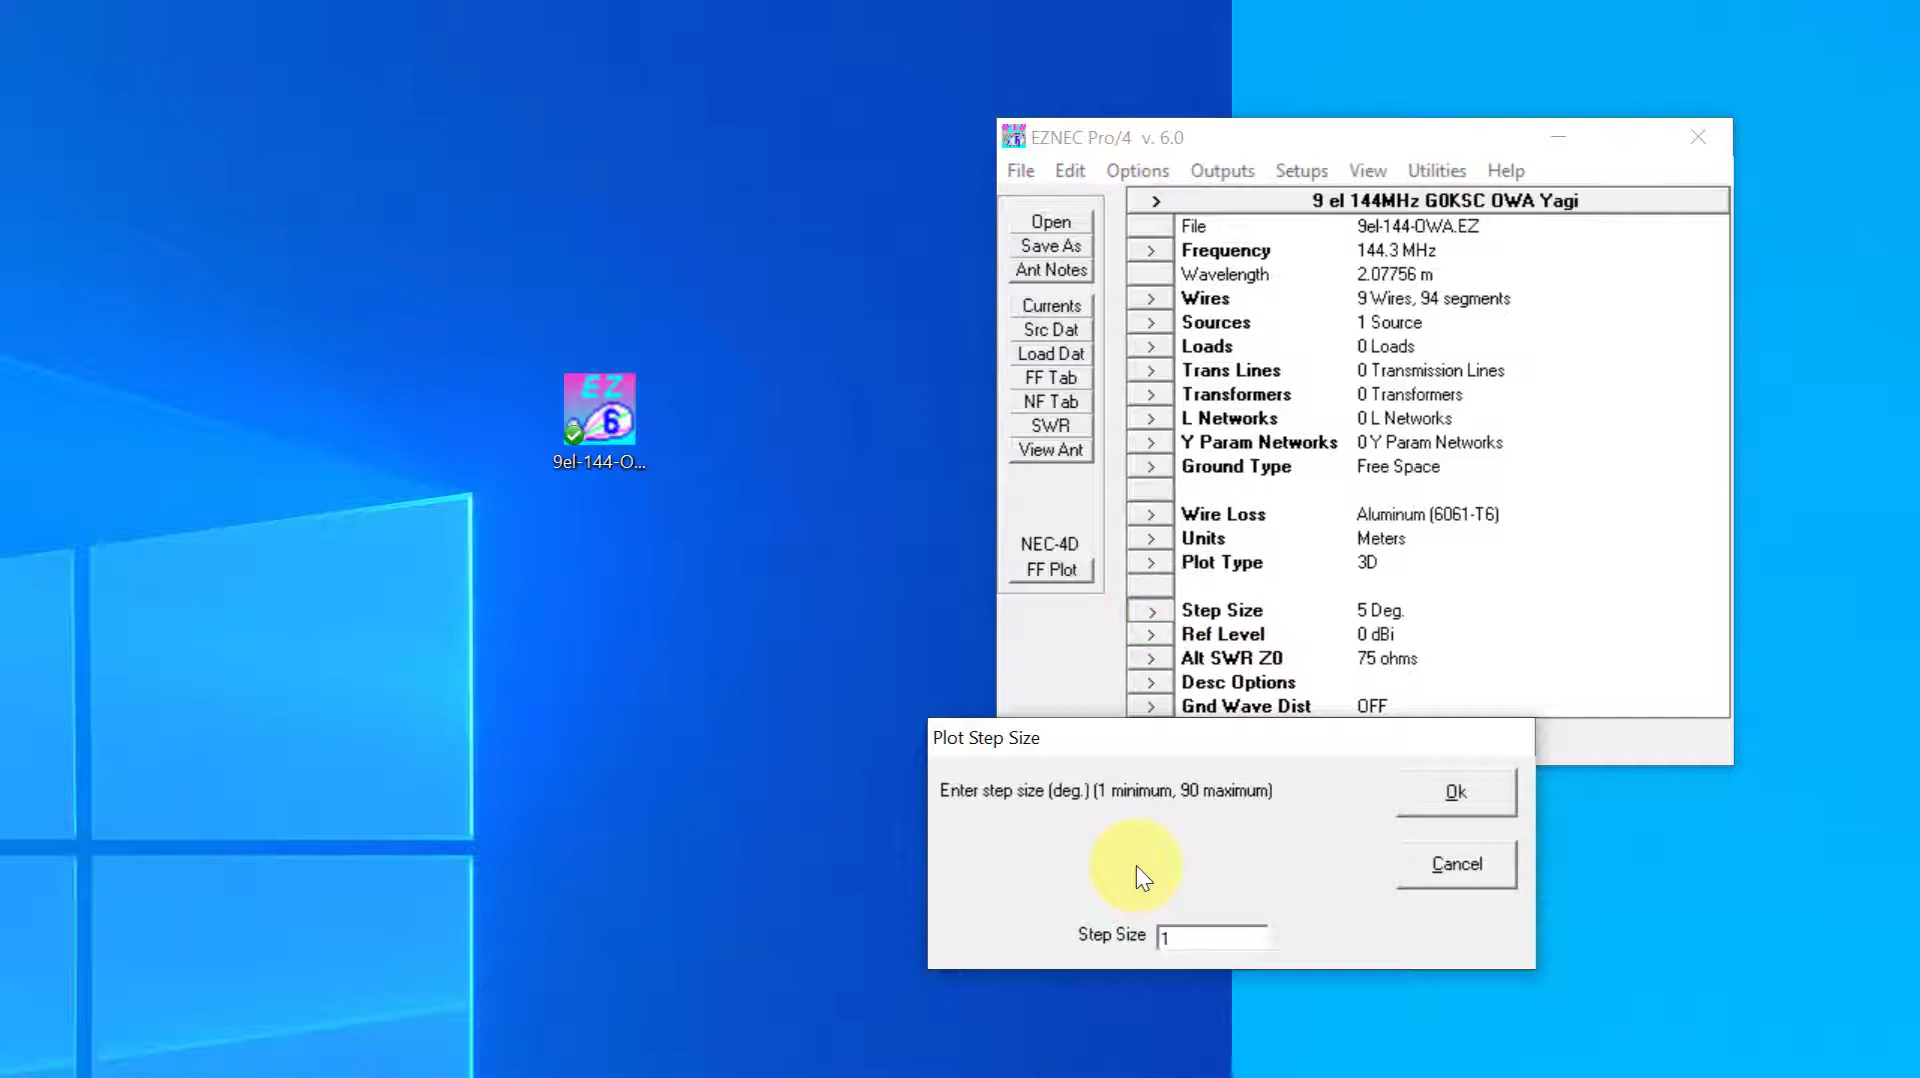 EZNEC Pro/4 v. 6.0
File Edit Options Outputs Setups View Utilities Help
> 9 el 144MHz G0KSC OWA Yagi
Open
Save As
Ant Notes
Currents
Src Dat
Load Dat
FF Tab
NF Tab
SWR
View Ant
NEC-4D
FF Plot
File 9el-144-OWA.EZ
> Frequency 144.3 MHz
Wavelength 2.07756 m
> Wires 9 Wires, 94 segments
> Sources 1 Source
> Loads 0 Loads
> Trans Lines 0 Transmission Lines
> Transformers 0 Transformers
> L Networks 0 L Networks
> Y Param Networks 0 Y Param Networks
> Ground Type Free Space
> Wire Loss Aluminum (6061-T6)
> Units Meters
> Plot Type 3D
> Step Size 5 Deg.
> Ref Level 0 dBi
> Alt SWR Z0 75 ohms
> Desc Options
> Gnd Wave Dist OFF
EZ
6
9el-144-O...
Plot Step Size
Enter step size (deg.) (1 minimum, 90 maximum)
Ok
Cancel
Step Size 1